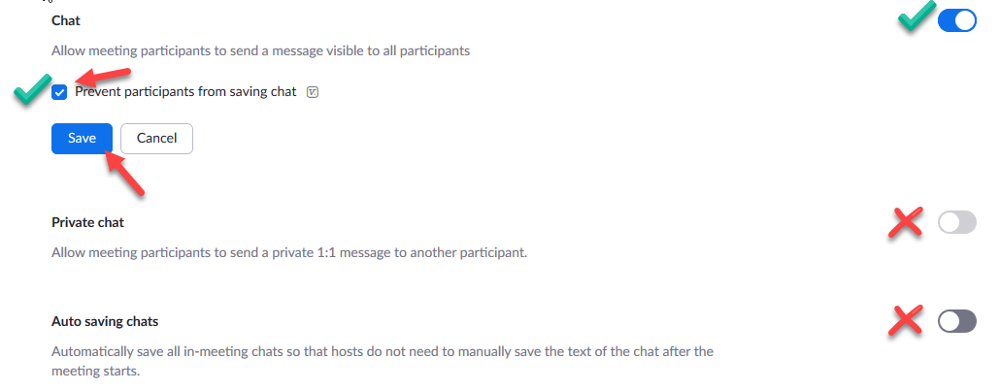 Chat
Allow meeting participants to send a message visible to all participants
Prevent participants from saving chat
Save
Cancel
Private chat
Allow meeting participants to send a private 1:1 message to another participant.
Auto saving chats
Automatically save all in-meeting chats so that hosts do not need to manually save the text of the chat after the
meeting starts.